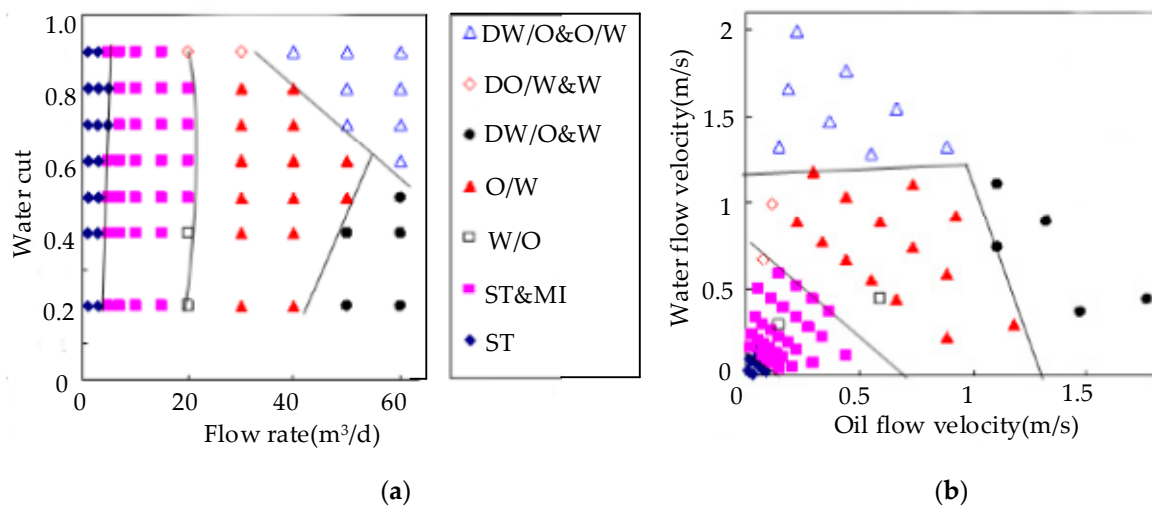 1.0
0.8
0.6
0.4
0.2
0
Water cut
0
20
40
60
Flow rate(m³/d)
(a)
DW/O&O/W
DO/W&W
DW/O&W
O/W
W/O
ST&MI
ST
2
1.5
1
0.5
0
Water flow velocity(m/s)
0
0.5
1
1.5
Oil flow velocity(m/s)
(b)